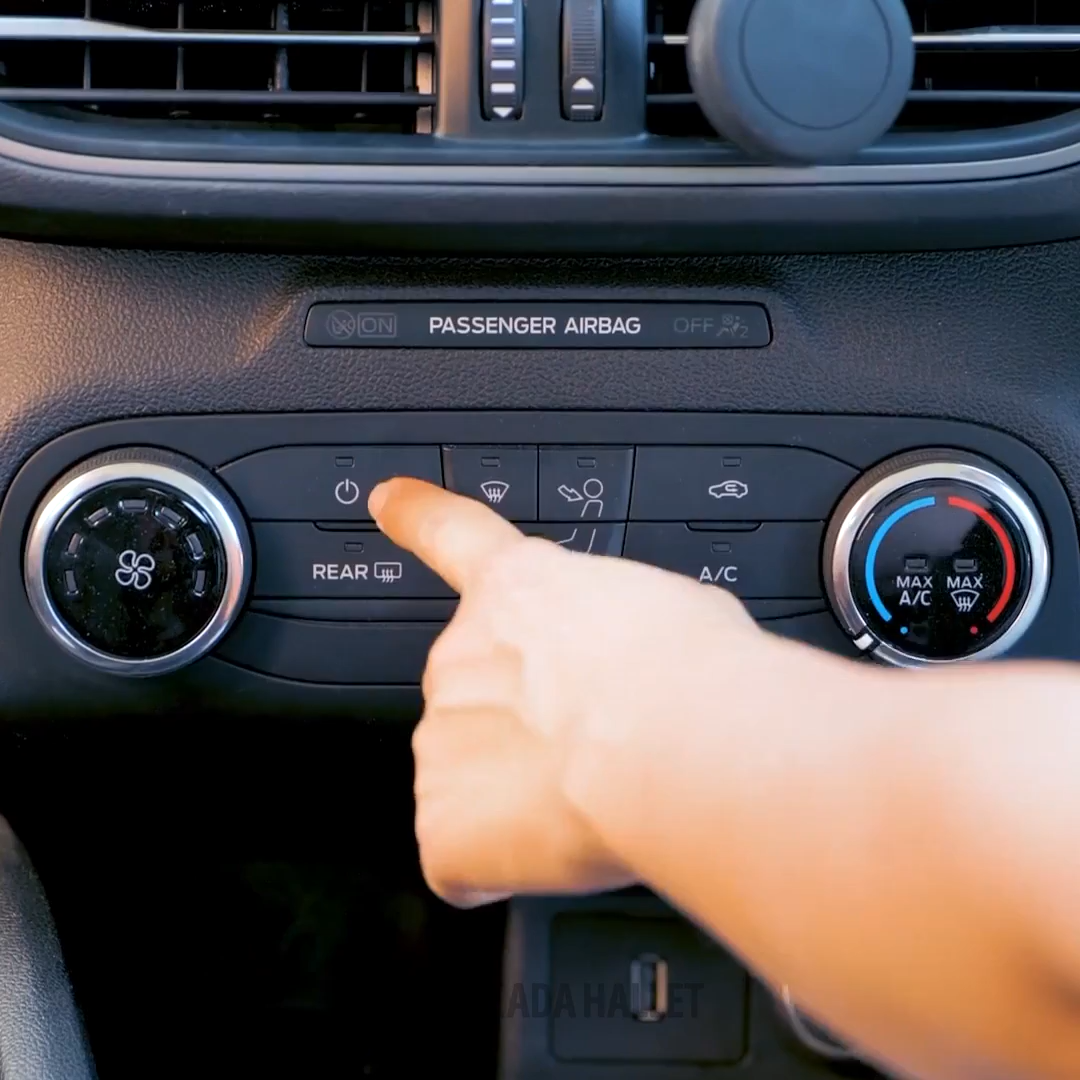 ON PASSENGER AIRBAG OFF
REAR
A/C
MAX A/C
MAX